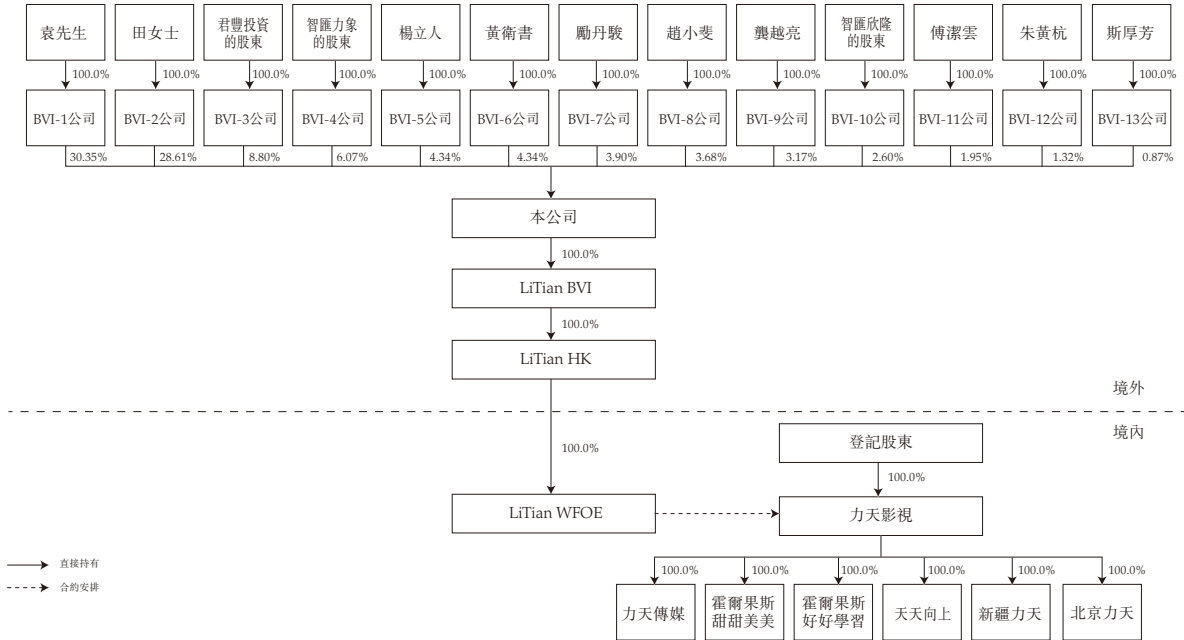 袁先生
田女士
君豐投資
的股東
智匯力象
的股東
楊立人
黃衛書
勵丹駿
趙小斐
龔越亮
智匯欣隆
的股東
傅潔雲
朱黃杭
斯厚芳
100.0%
100.0%
100.0%
100.0%
100.0%
100.0%
100.0%
100.0%
100.0%
100.0%
100.0%
100.0%
100.0%
BVI-1公司
BVI-2公司
BVI-3公司
BVI-4公司
BVI-5公司
BVI-6公司
BVI-7公司
BVI-8公司
BVI-9公司
BVI-10公司
BVI-11公司
BVI-12公司
BVI-13公司
30.35%
28.61%
8.80%
6.07%
4.34%
4.34%
3.90%
3.68%
3.17%
2.60%
1.95%
1.32%
0.87%
本公司
100.0%
LiTian BVI
100.0%
LiTian HK
境外
境內
100.0%
登記股東
100.0%
LiTian WFOE
力天影視
直接持有
合約安排
100.0%
100.0%
100.0%
100.0%
100.0%
100.0%
力天傳媒
霍爾果斯
甜甜美美
霍爾果斯
好好學習
天天向上
新疆力天
北京力天